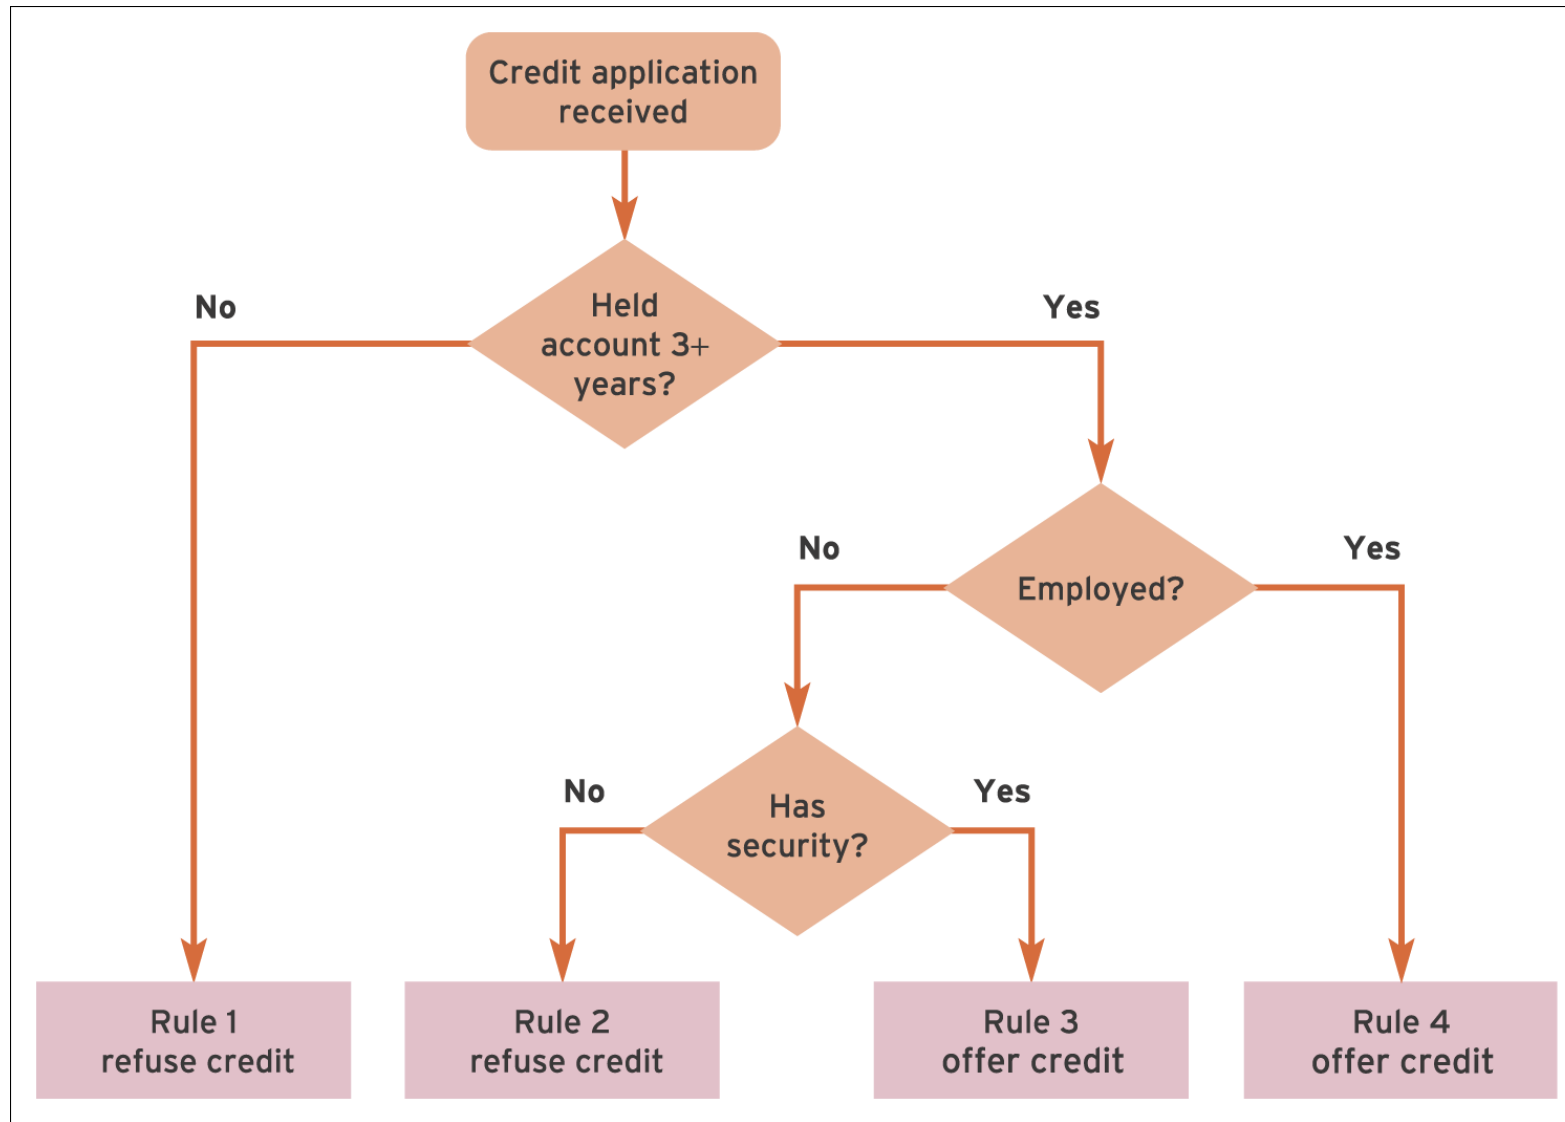 Credit application
received
No
Yes
Held
account 3+
years?
No
Yes
Employed?
No
Yes
Has
security?
Rule 1
refuse credit
Rule 2
refuse credit
Rule 3
offer credit
Rule 4
offer credit